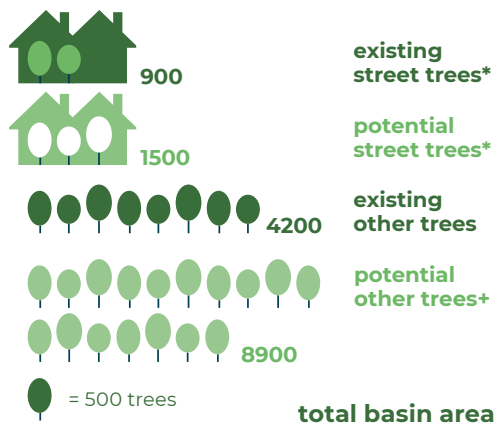 900
existing
street trees*
1500
potential
street trees*
4200
existing
other trees
potential
other trees+
8900
= 500 trees
total basin area